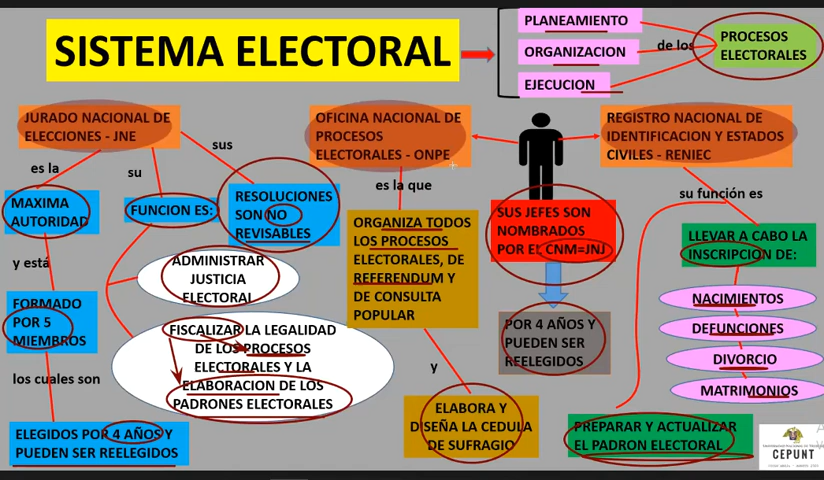 SISTEMA ELECTORAL
PLANEAMIENTO
ORGANIZACION
EJECUCION
de los
PROCESOS
ELECTORALES
JURADO NACIONAL DE
ELECCIONES - JNE
es la
MAXIMA
AUTORIDAD
y está
FORMADO
POR 5
MIEMBROS
los cuales son
ELEGIDOS POR 4 AÑOS Y
PUEDEN SER REELEGIDOS
su
FUNCION ES:
ADMINISTRAR
JUSTICIA
ELECTORAL
FISCALIZAR LA LEGALIDAD
DE LOS PROCESOS
ELECTORALES Y LA
ELABORACION DE LOS
PADRONES ELECTORALES
sus
RESOLUCIONES
SON NO
REVISABLES
OFICINA NACIONAL DE
PROCESOS
ELECTORALES - ONPE
es la que
ORGANIZA TODOS
LOS PROCESOS
ELECTORALES, DE
REFERENDUM Y
DE CONSULTA
POPULAR
y
ELABORA Y
DISEÑA LA CEDULA
DE SUFRAGIO
SUS JEFES SON
NOMBRADOS
POR EL CNM=JNJ
POR 4 AÑOS Y
PUEDEN SER
REELEGIDOS
REGISTRO NACIONAL DE
IDENTIFICACION Y ESTADOS
CIVILES - RENIEC
su función es
LLEVAR A CABO LA
INSCRIPCION DE:
NACIMIENTOS
DEFUNCIONES
DIVORCIO
MATRIMONIOS
PREPARAR Y ACTUALIZAR
EL PADRON ELECTORAL
CEPUNT